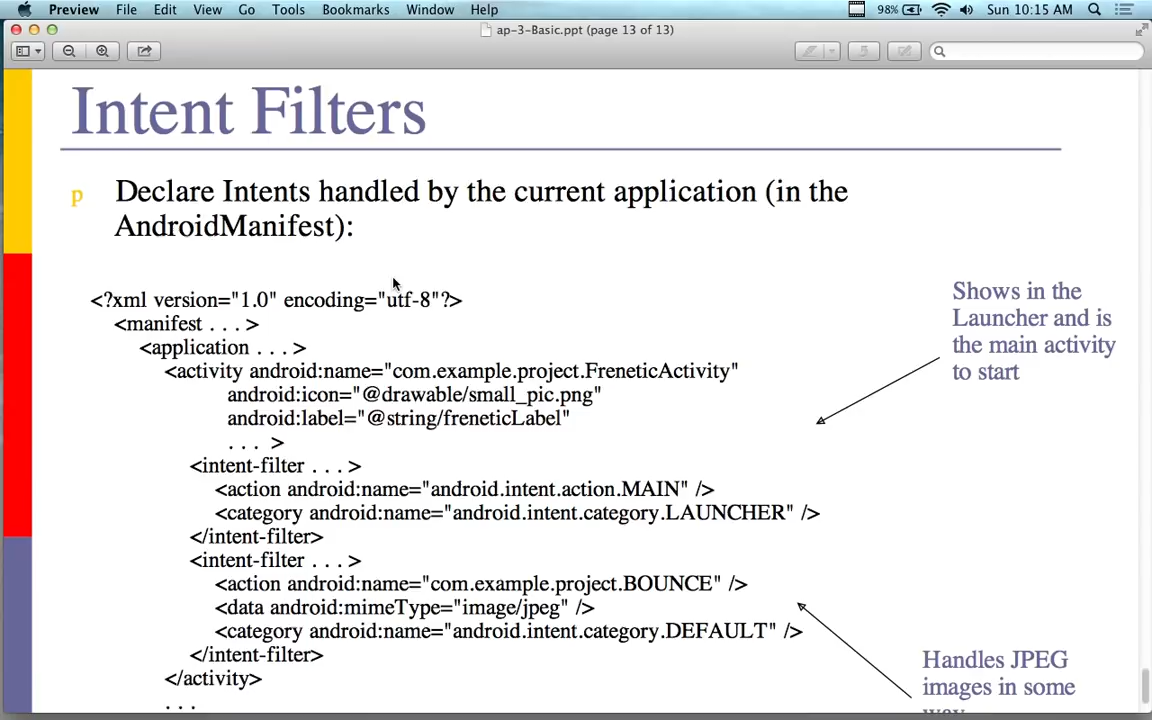 Preview File Edit View Go Tools Bookmarks Window Help 98% Sun 10:15 AM
ap-3-Basic.ppt (page 13 of 13)
Intent Filters
p Declare Intents handled by the current application (in the
AndroidManifest):
<?xml version="1.0" encoding="utf-8"?>
<manifest . . . >
<application . . . >
<activity android:name="com.example.project.FreneticActivity"
android:icon="@drawable/small_pic.png"
android:label="@string/freneticLabel"
. . . >
<intent-filter . . . >
<action android:name="android.intent.action.MAIN" />
<category android:name="android.intent.category.LAUNCHER" />
</intent-filter>
<intent-filter . . . >
<action android:name="com.example.project.BOUNCE" />
<data android:mimeType="image/jpeg" />
<category android:name="android.intent.category.DEFAULT" />
</intent-filter>
</activity>
. . .
Shows in the
Launcher and is
the main activity
to start
Handles JPEG
images in some